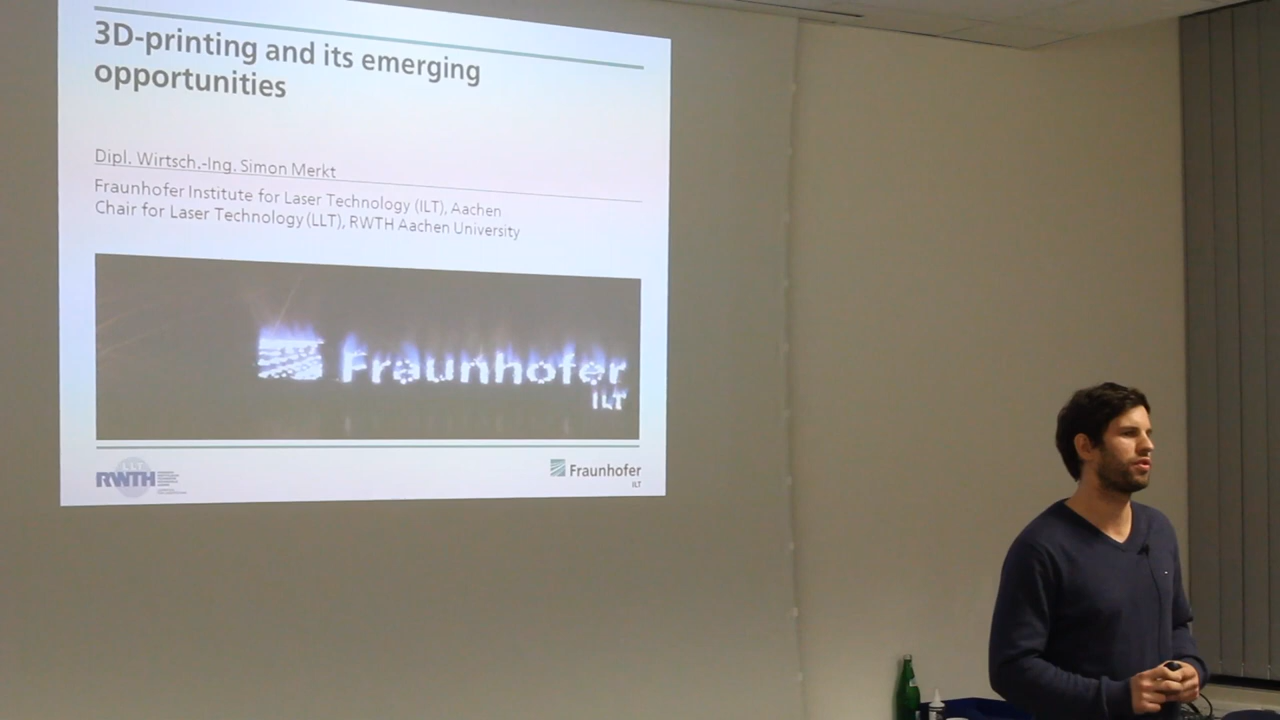 3D-printing and its emerging
opportunities
Dipl. Wirtsch.-Ing. Simon Merkt
Fraunhofer Institute for Laser Technology (ILT), Aachen
Chair for Laser Technology (LLT), RWTH Aachen University
Fraunhofer
ILT
LLT
RWTH
Fraunhofer
ILT